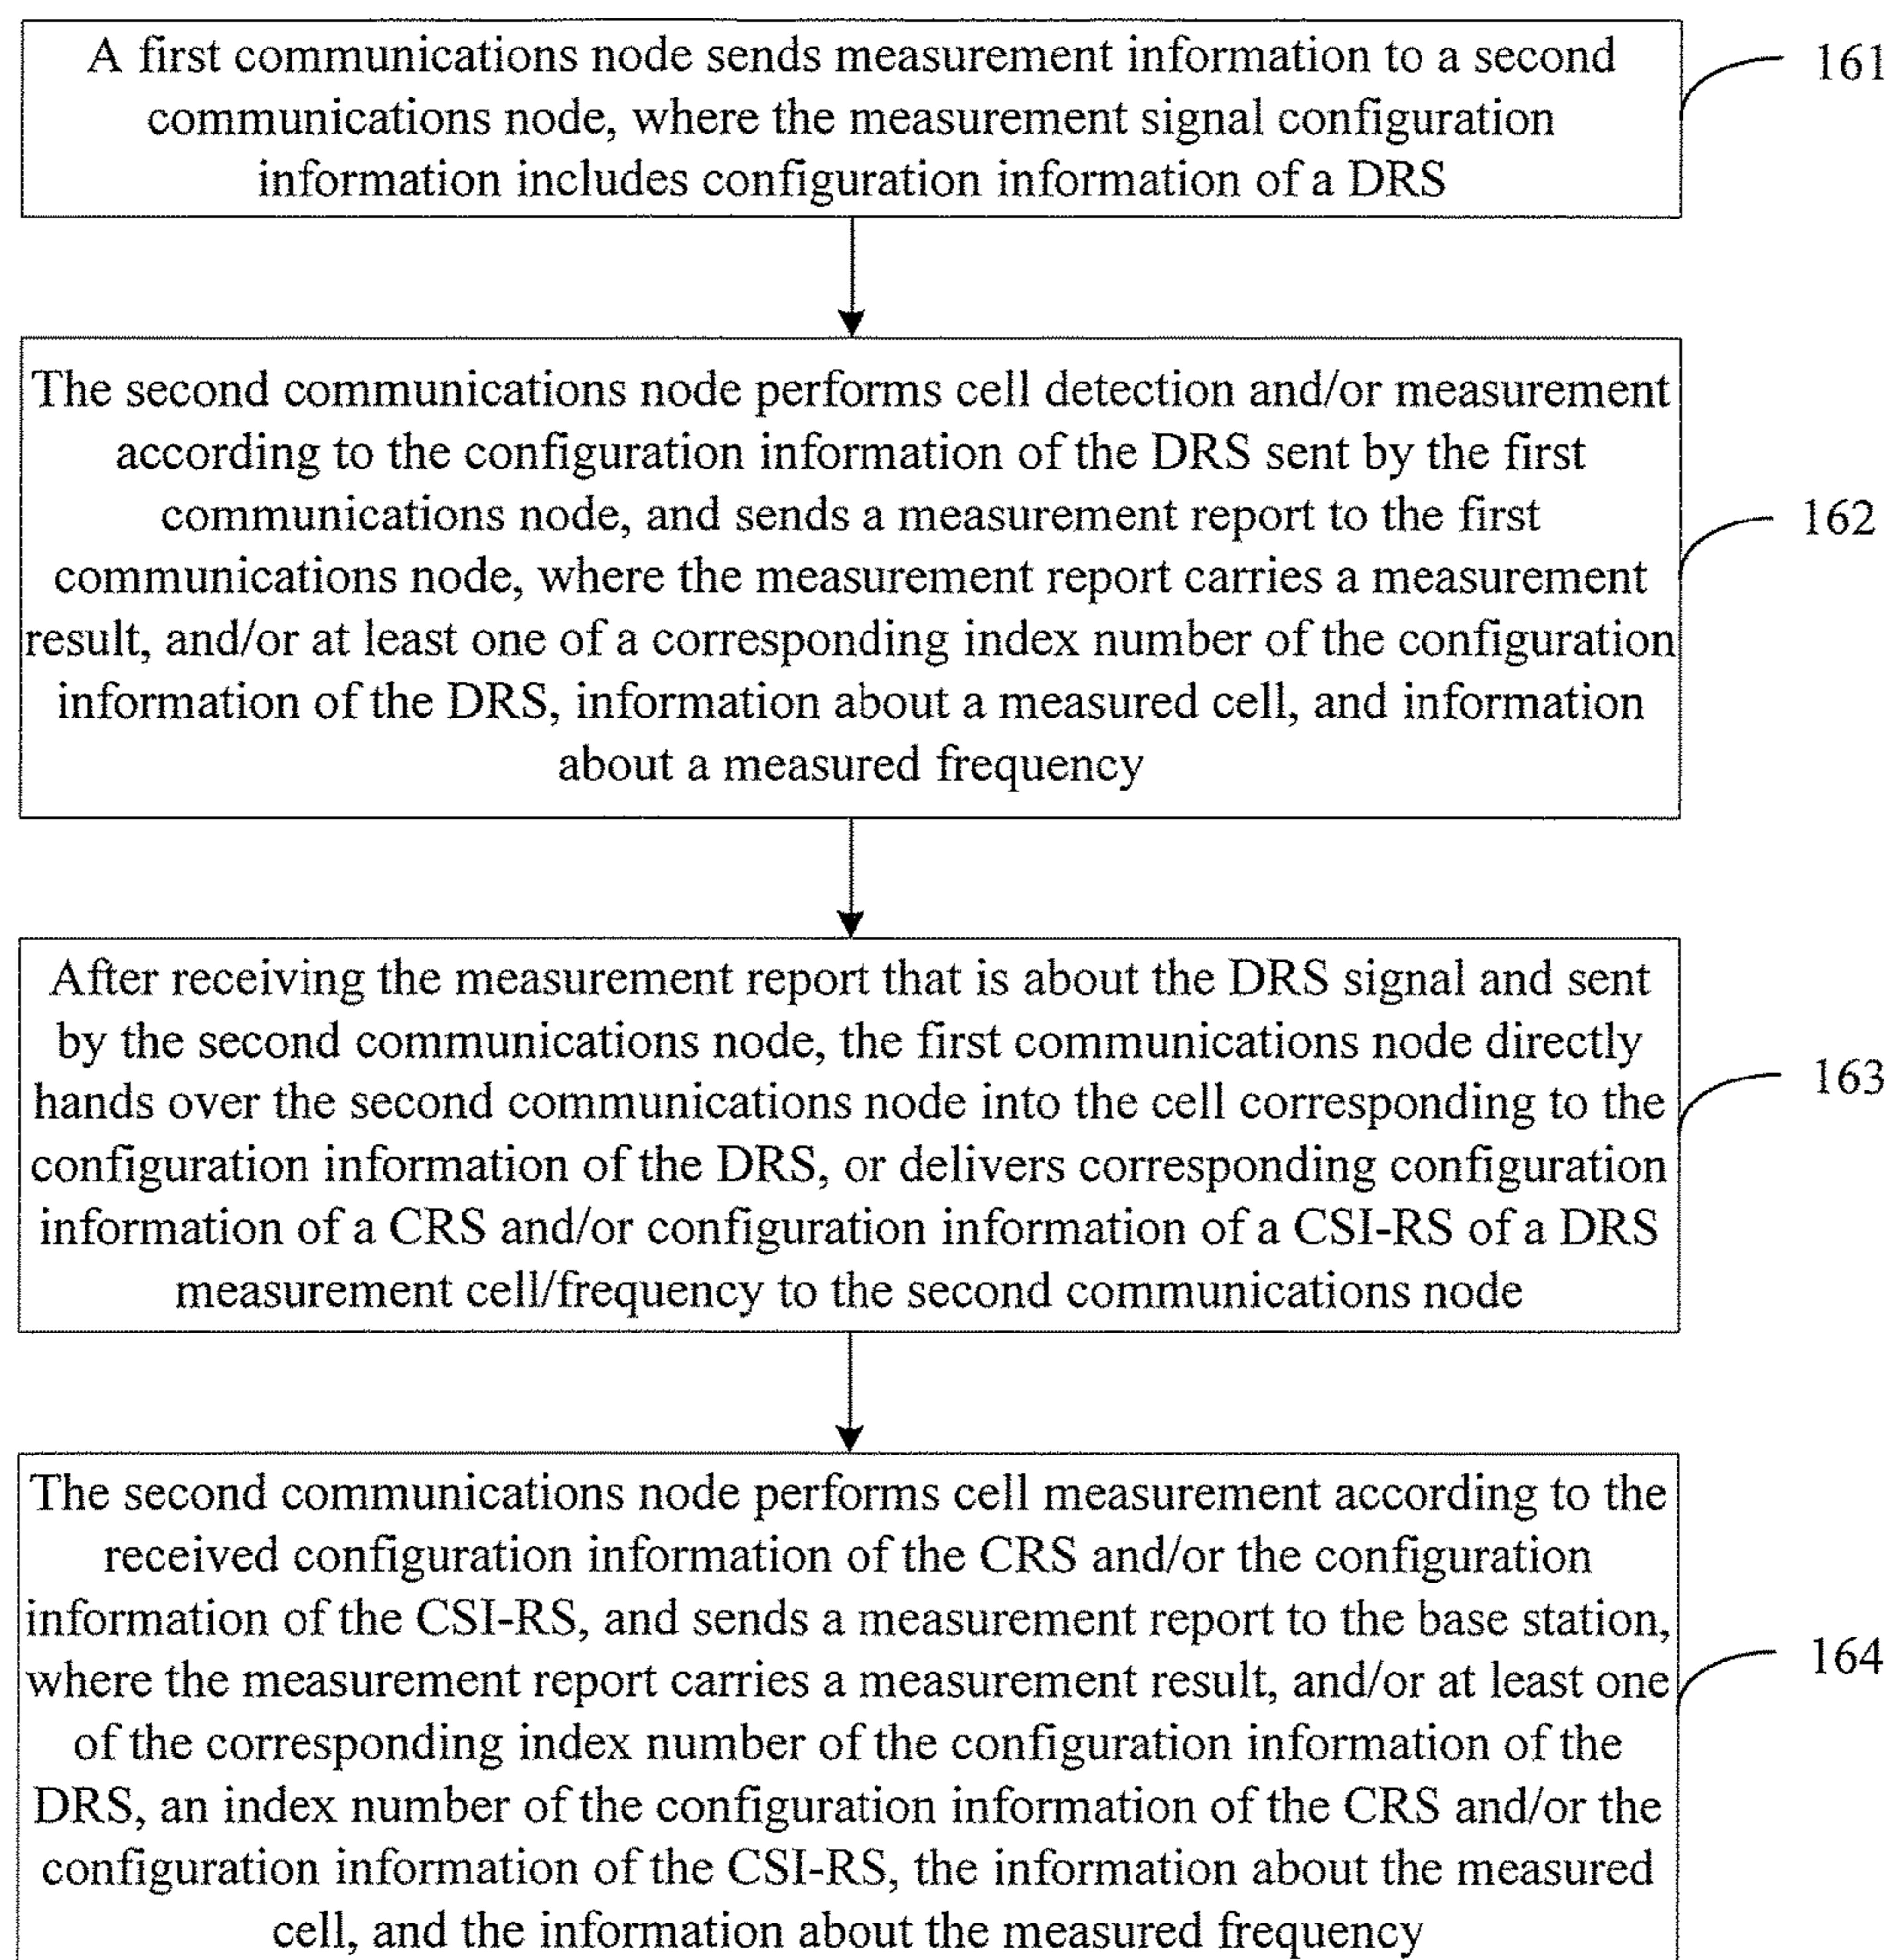 A first communications node sends measurement information to a second
communications node, where the measurement signal configuration
information includes configuration information of a DRS
161
The second communications node performs cell detection and/or measurement
according to the configuration information of the DRS sent by the first
communications node, and sends a measurement report to the first
communications node, where the measurement report carries a measurement
result, and/or at least one of a corresponding index number of the configuration
information of the DRS, information about a measured cell, and information
about a measured frequency
162
After receiving the measurement report that is about the DRS signal and sent
by the second communications node, the first communications node directly
hands over the second communications node into the cell corresponding to the
configuration information of the DRS, or delivers corresponding configuration
information of a CRS and/or configuration information of a CSI-RS of a DRS
measurement cell/frequency to the second communications node
163
The second communications node performs cell measurement according to the
received configuration information of the CRS and/or the configuration
information of the CSI-RS, and sends a measurement report to the base station,
where the measurement report carries a measurement result, and/or at least one
of the corresponding index number of the configuration information of the
DRS, an index number of the configuration information of the CRS and/or the
configuration information of the CSI-RS, the information about the measured
cell, and the information about the measured frequency
164